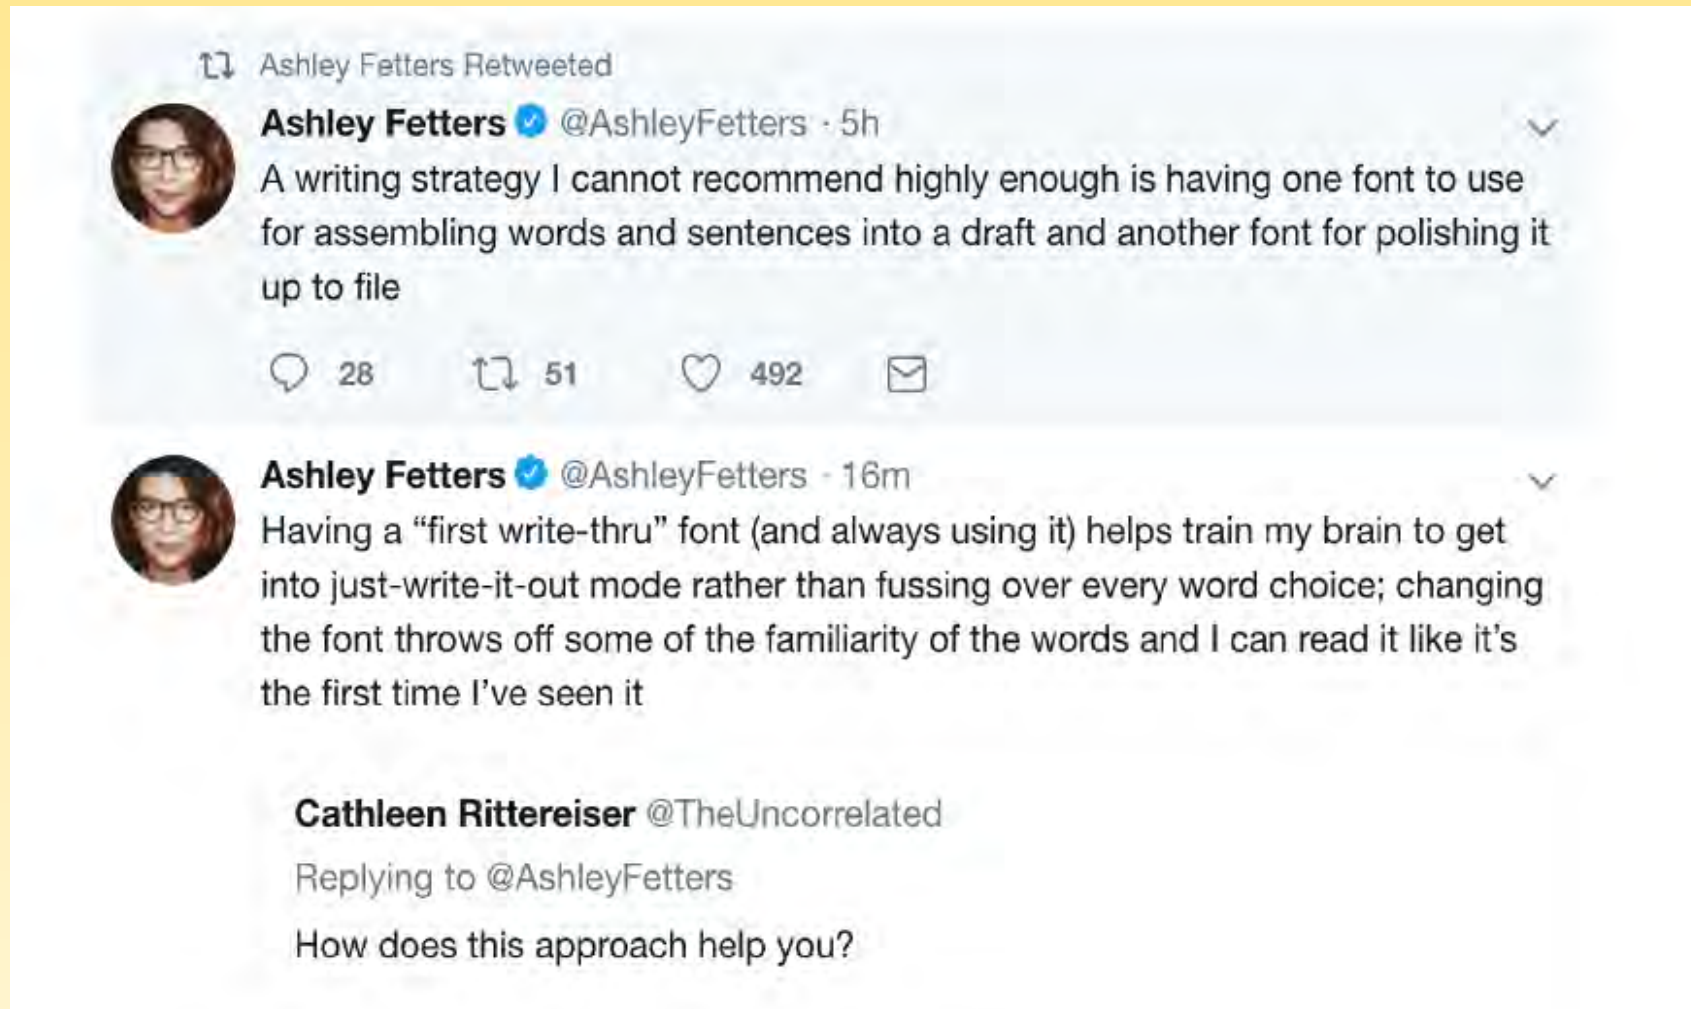 Ashley Fetters Retweeted
Ashley Fetters @AshleyFetters · 5h
A writing strategy I cannot recommend highly enough is having one font to use
for assembling words and sentences into a draft and another font for polishing it
up to file
28 51 492
Ashley Fetters @AshleyFetters · 16m
Having a “first write-thru” font (and always using it) helps train my brain to get
into just-write-it-out mode rather than fussing over every word choice; changing
the font throws off some of the familiarity of the words and I can read it like it’s
the first time I’ve seen it
Cathleen Rittereiser @TheUncorrelated
Replying to @AshleyFetters
How does this approach help you?